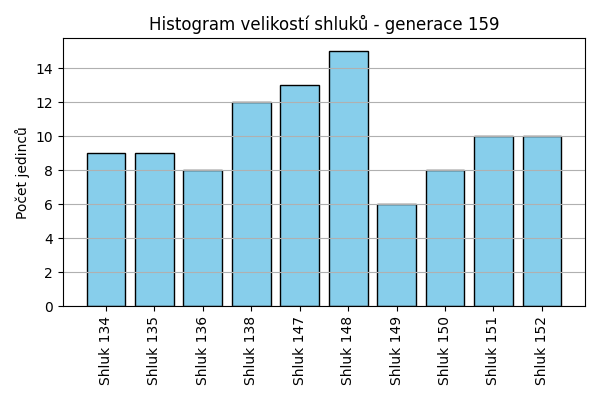 Histogram velikostí shluků - generace 159
Počet jedinců
14
12
10
8
6
4
2
0
Shluk 134
Shluk 135
Shluk 136
Shluk 138
Shluk 147
Shluk 148
Shluk 149
Shluk 150
Shluk 151
Shluk 152